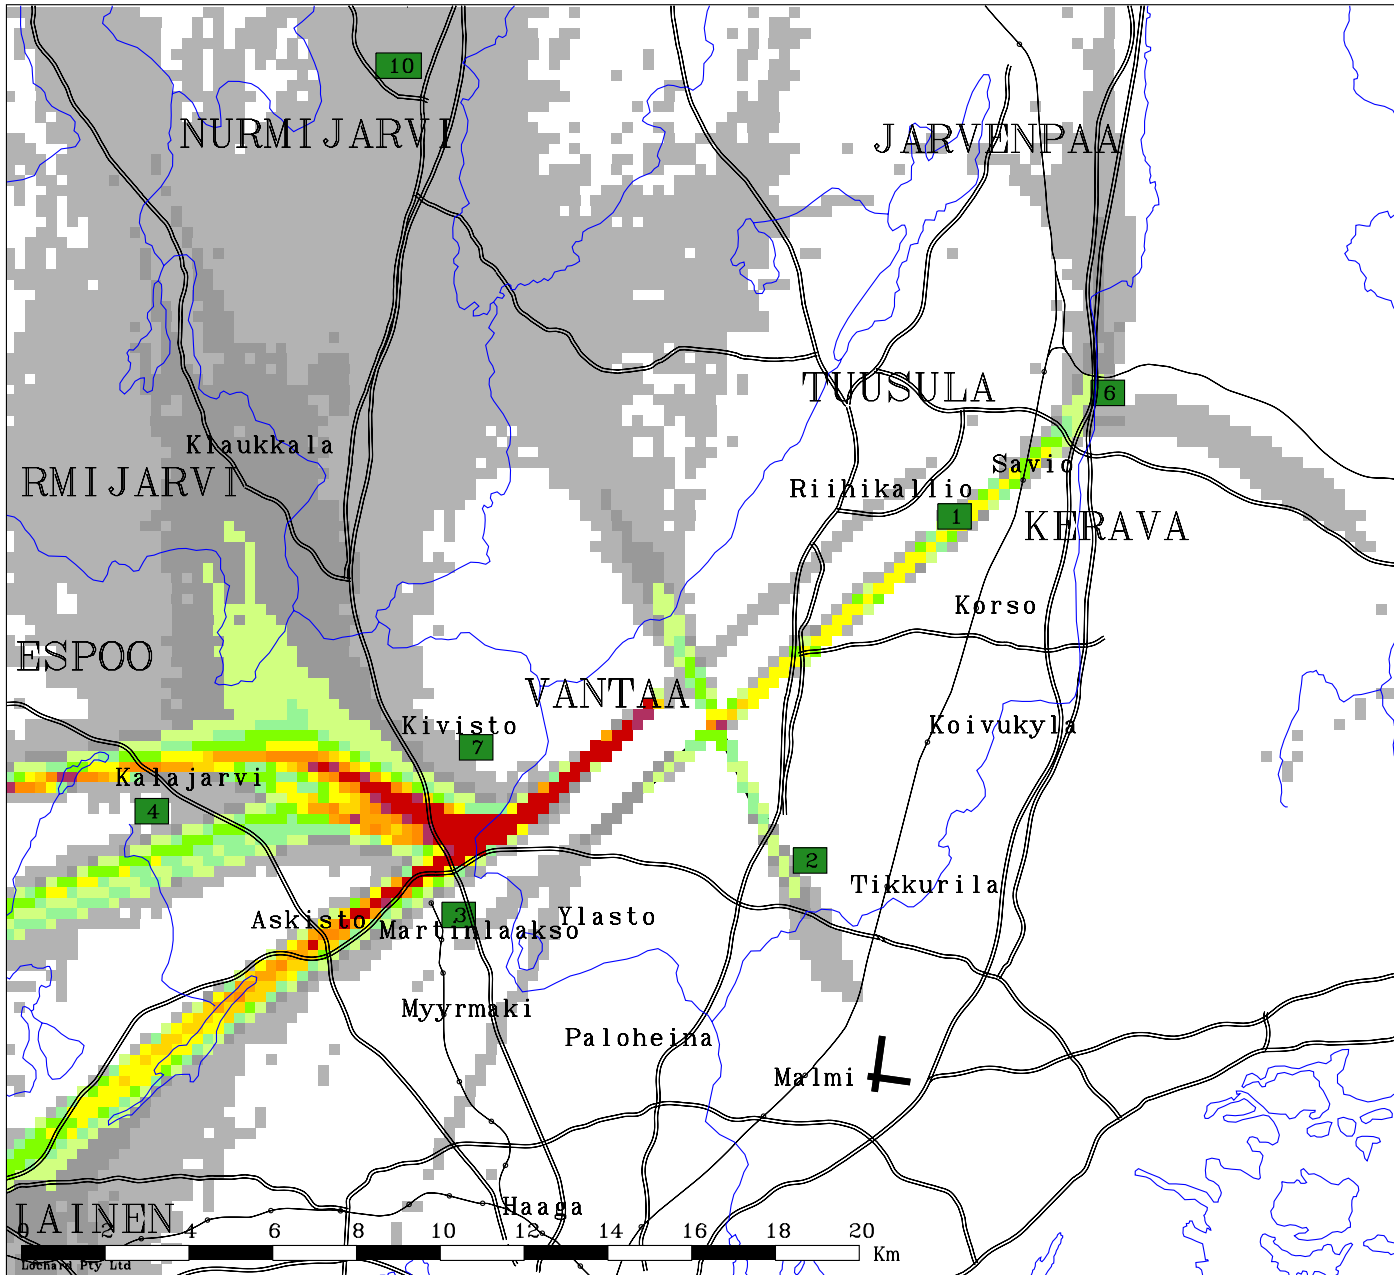 10
NURMIJARVI
JARVENPAA
TUUSULA
6
Klaukkala
Savio
RMIJARVI
Riihikallio
1
KERAVA
Korso
ESPOO
VANTAA
Kivisto
Koivukyla
7
Kalajarvi
4
2
Tikkurila
Askisto
3
Ylasto
Martinlaakso
Myyrmaki
Paloheina
Malmi
Haaga
IAINEN
0 2 4 6 8 10 12 14 16 18 20
Km
Lochard Pty Ltd